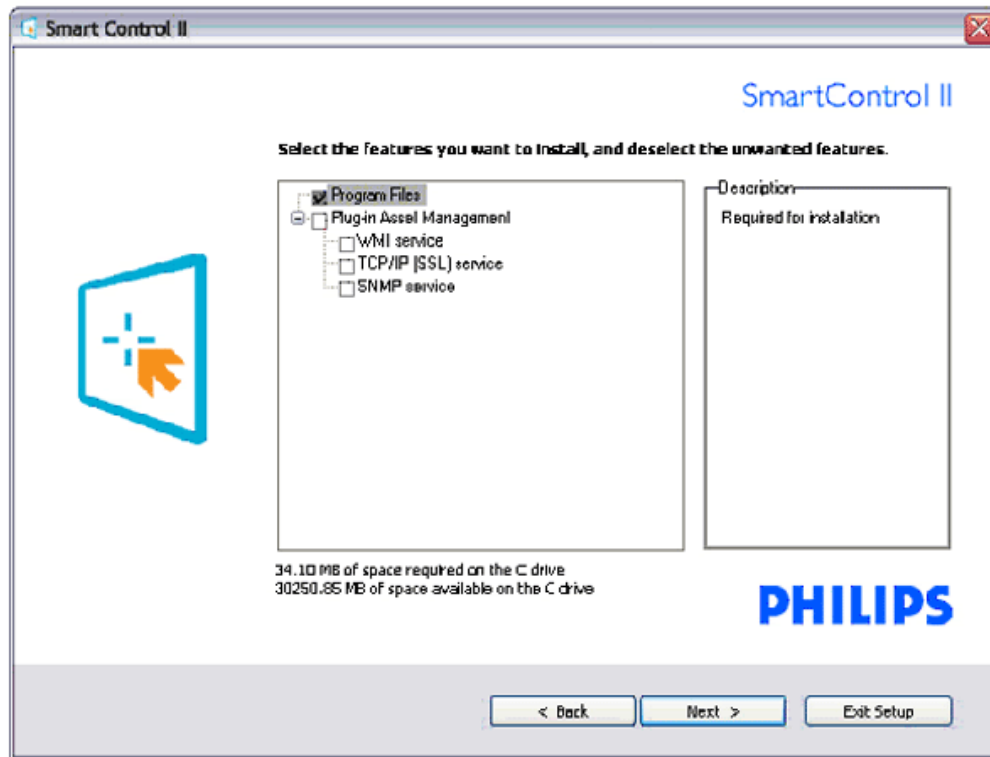 Smart Control II
SmartControl II
Select the features you want to install, and deselect the unwanted features.
Program Files
Plug-in Asset Management
WMI service
TCP/IP (SSL) service
SNMP service
Description
Required for installation
34.10 MB of space required on the C drive
30250.85 MB of space available on the C drive
PHILIPS
< Back
Next >
Exit Setup